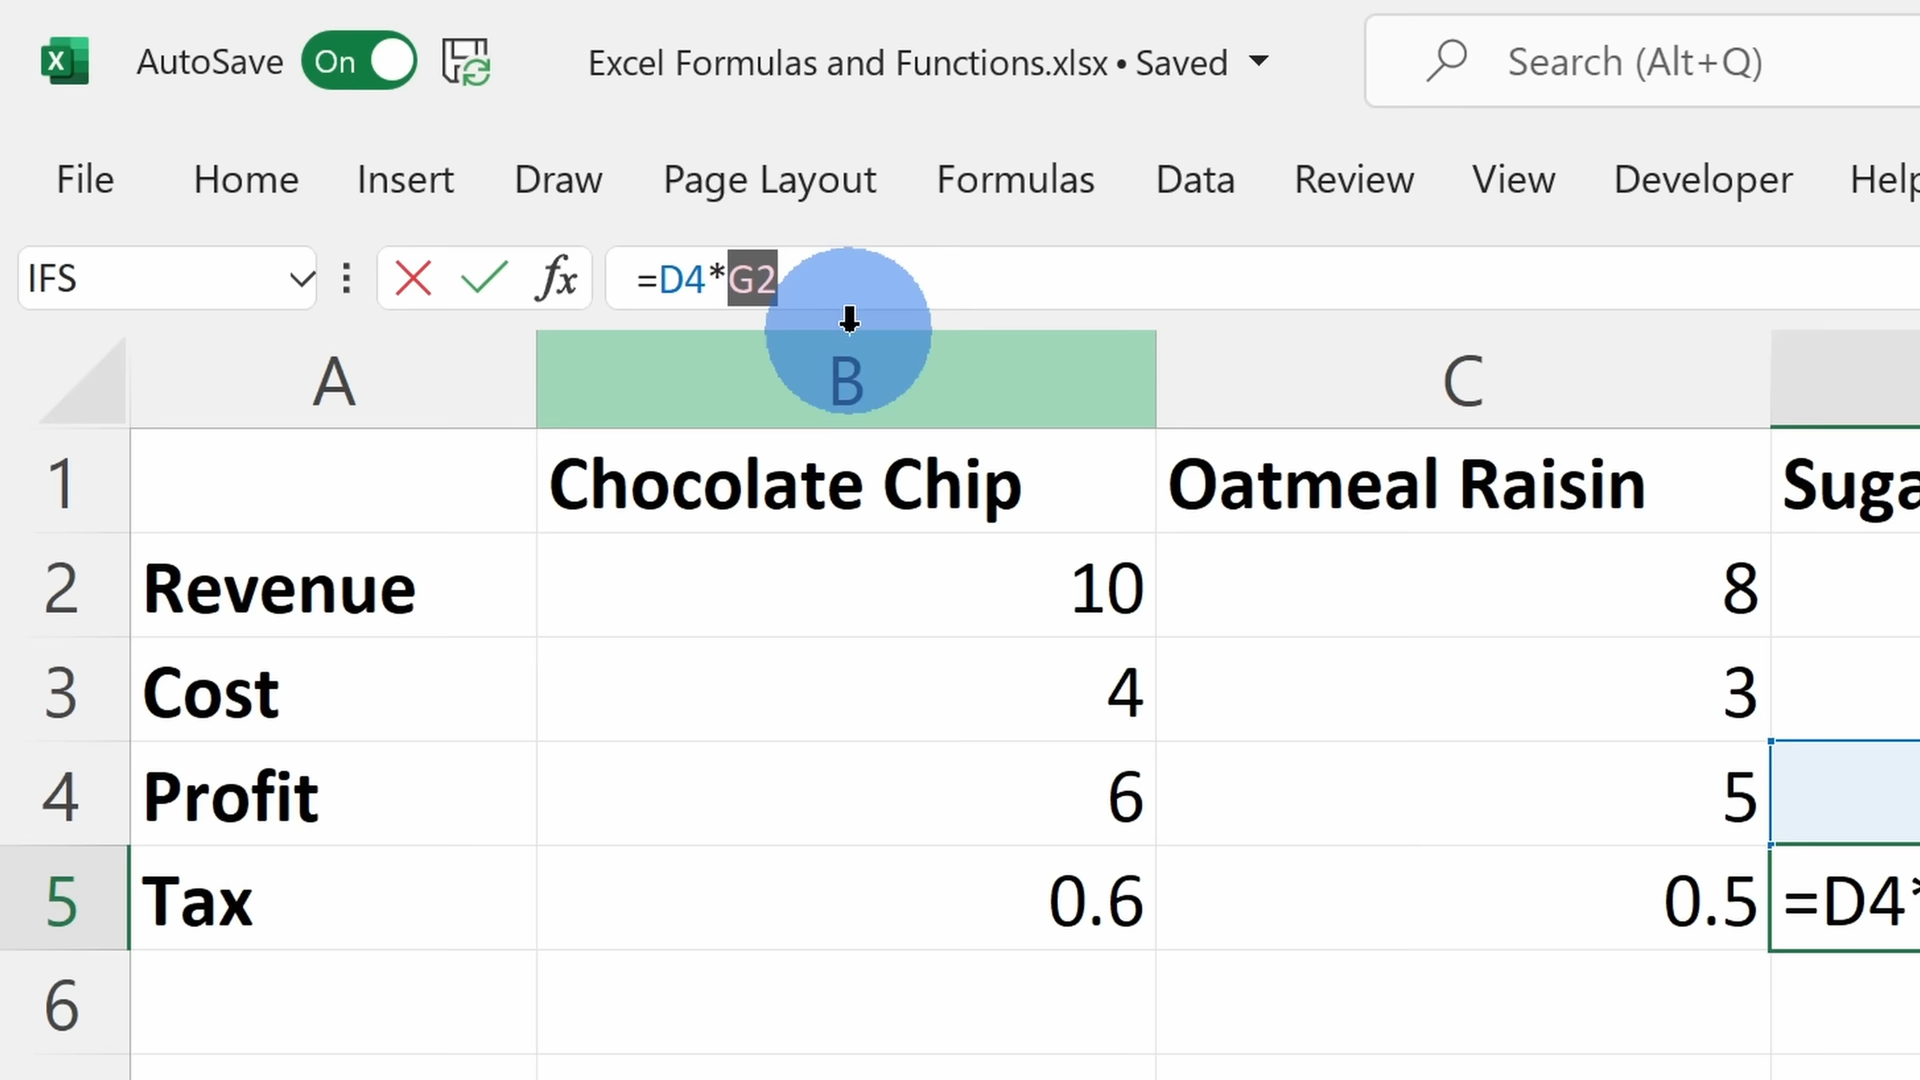 X AutoSave On Excel Formulas and Functions.xlsx • Saved Search (Alt+Q)
File Home Insert Draw Page Layout Formulas Data Review View Developer Help
IFS fx =D4*G2
A B C
1 Chocolate Chip Oatmeal Raisin Suga
2 Revenue 10 8
3 Cost 4 3
4 Profit 6 5
5 Tax 0.6 0.5 =D4*
6